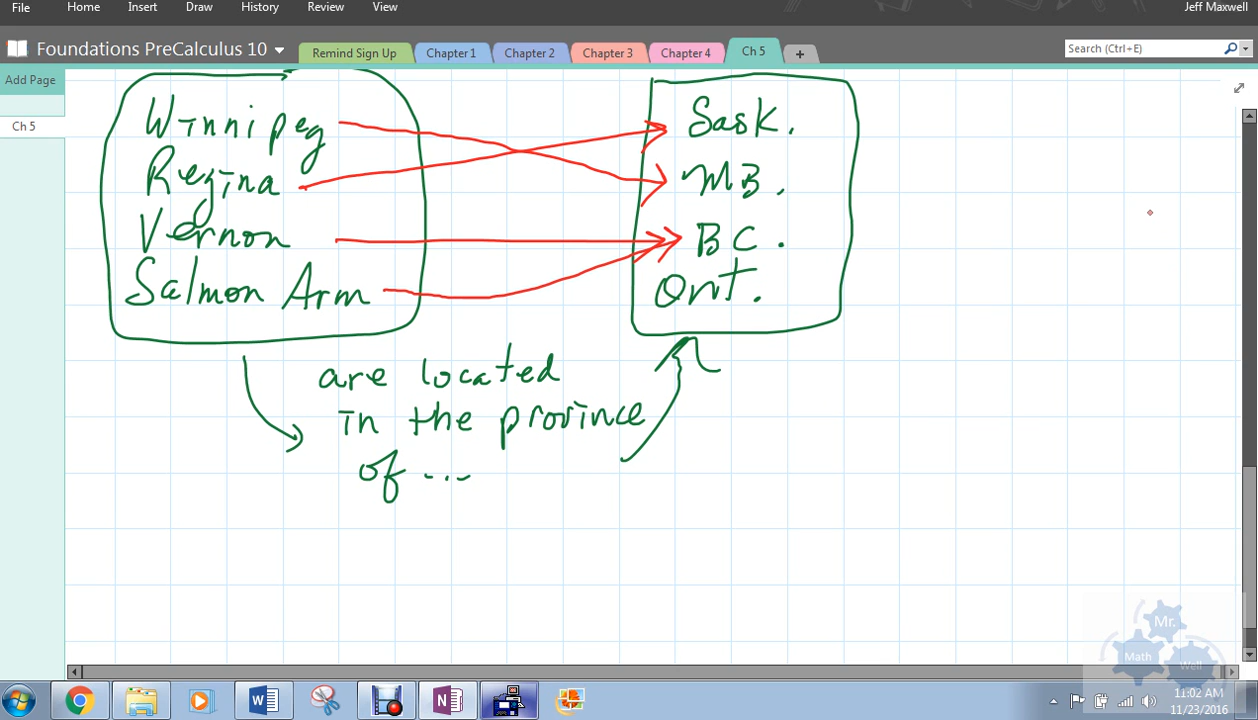 File Home Insert Draw History Review View Jeff Maxwell
Foundations PreCalculus 10 Remind Sign Up Chapter 1 Chapter 2 Chapter 3 Chapter 4 Ch 5 Search (Ctrl+E)
Add Page
Ch 5
Winnipeg Sask.
Regina MB.
Vernon BC.
Salmon Arm Ont.
are located
in the province
of ...
Mr.
Math Well
11:02 AM
11/23/2016